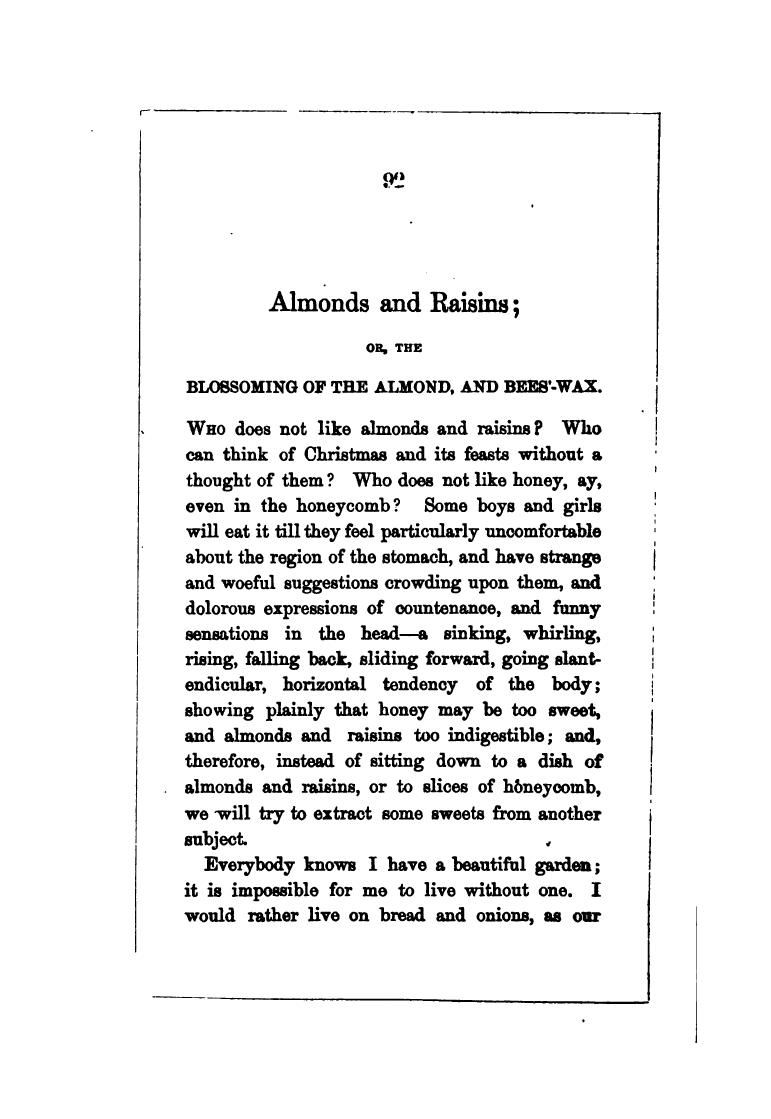 92
Almonds and Raisins;
OR, THE
BLOSSOMING OF THE ALMOND, AND BEES'-WAX.
WHO does not like almonds and raisins? Who
can think of Christmas and its feasts without a
thought of them? Who does not like honey, ay,
even in the honeycomb? Some boys and girls
will eat it till they feel particularly uncomfortable
about the region of the stomach, and have strange
and woeful suggestions crowding upon them, and
dolorous expressions of countenance, and funny
sensations in the head—a sinking, whirling,
rising, falling back, sliding forward, going slant-
endicular, horizontal tendency of the body;
showing plainly that honey may be too sweet,
and almonds and raisins too indigestible; and,
therefore, instead of sitting down to a dish of
almonds and raisins, or to slices of honeycomb,
we will try to extract some sweets from another
subject.
Everybody knows I have a beautiful garden;
it is impossible for me to live without one. I
would rather live on bread and onions, as our